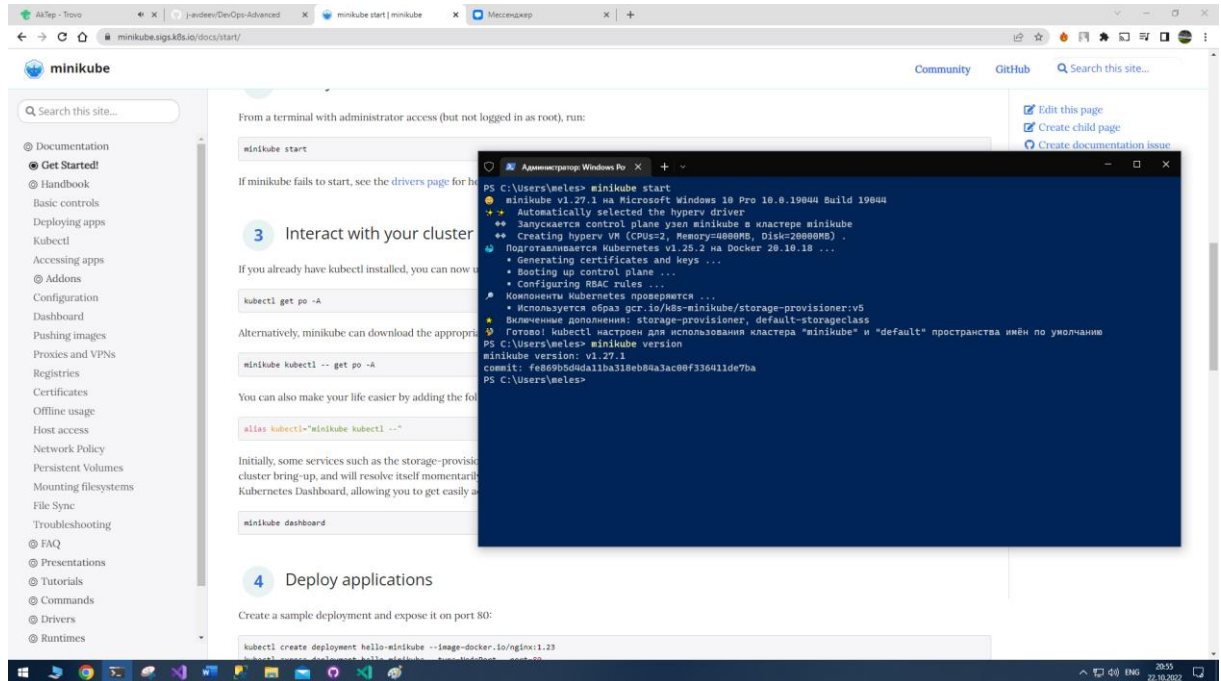 АкТер - Trovo
j-avdeev/DevOps-Advanced
minikube start | minikube
Мессенджер
minikube.sigs.k8s.io/docs/start/
minikube
Community
GitHub
Search this site...
Search this site...
Documentation
Get Started!
Handbook
Basic controls
Deploying apps
Kubectl
Accessing apps
Addons
Configuration
Dashboard
Pushing images
Proxies and VPNs
Registries
Certificates
Offline usage
Host access
Network Policy
Persistent Volumes
Mounting filesystems
File Sync
Troubleshooting
FAQ
Presentations
Tutorials
Commands
Drivers
Runtimes
From a terminal with administrator access (but not logged in as root), run:
minikube start
If minikube fails to start, see the drivers page for he
3 Interact with your cluster
If you already have kubectl installed, you can now u
kubectl get po -A
Alternatively, minikube can download the appropria
minikube kubectl -- get po -A
You can also make your life easier by adding the fol
alias kubectl="minikube kubectl --"
Initially, some services such as the storage-provisio
cluster bring-up, and will resolve itself momentarily
Kubernetes Dashboard, allowing you to get easily a
minikube dashboard
4 Deploy applications
Create a sample deployment and expose it on port 80:
kubectl create deployment hello-minikube --image=docker.io/nginx:1.23
Edit this page
Create child page
Create documentation issue
Администратор: Windows Po
PS C:\Users\meles> minikube start
minikube v1.27.1 на Microsoft Windows 10 Pro 10.0.19044 Build 19044
Automatically selected the hyperv driver
Запускается control plane узел minikube в кластере minikube
Creating hyperv VM (CPUs=2, Memory=4000MB, Disk=20000MB) .
Подготавливается Kubernetes v1.25.2 на Docker 20.10.18 ...
• Generating certificates and keys ...
• Booting up control plane ...
• Configuring RBAC rules ...
Компоненты Kubernetes проверяются ...
• Используется образ gcr.io/k8s-minikube/storage-provisioner:v5
Включенные дополнения: storage-provisioner, default-storageclass
Готово! kubectl настроен для использования кластера "minikube" и "default" пространства имён по умолчанию
PS C:\Users\meles> minikube version
minikube version: v1.27.1
commit: fe869b5d4da11ba318eb84a3ac00f336411de7ba
PS C:\Users\meles>
ENG
20:55
22.10.2022